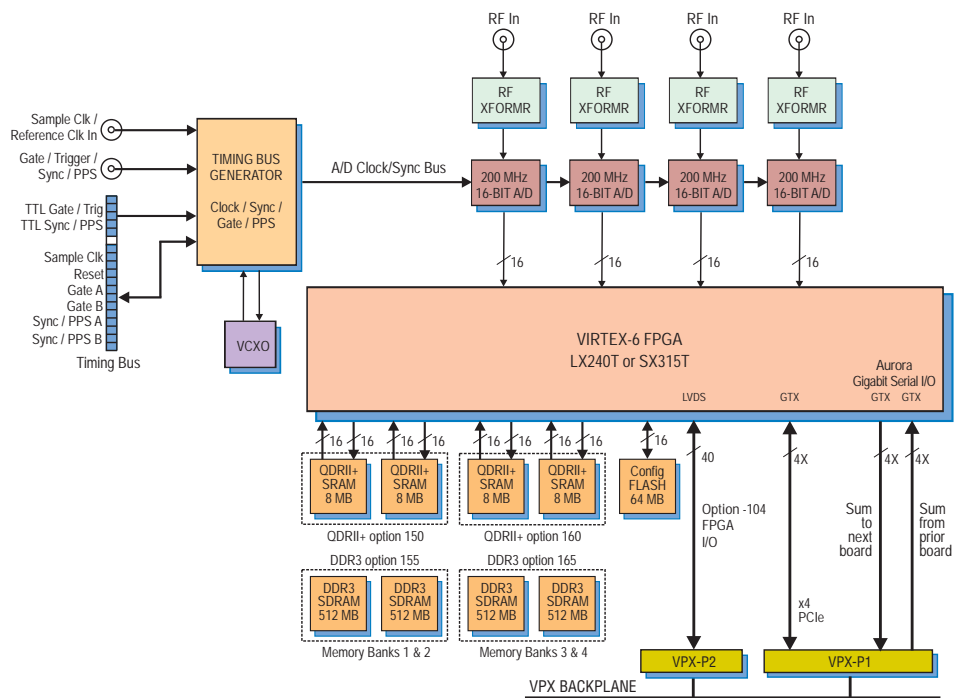 RF In
RF In
RF In
RF In
RF
XFORMR
RF
XFORMR
RF
XFORMR
RF
XFORMR
Sample Clk /
Reference Clk In
Gate / Trigger /
Sync / PPS
TTL Gate / Trig
TTL Sync / PPS
Sample Clk
Reset
Gate A
Gate B
Sync / PPS A
Sync / PPS B
Timing Bus
TIMING BUS
GENERATOR
Clock / Sync /
Gate / PPS
VCXO
A/D Clock/Sync Bus
200 MHz
16-BIT A/D
200 MHz
16-BIT A/D
200 MHz
16-BIT A/D
200 MHz
16-BIT A/D
16
16
16
16
VIRTEX-6 FPGA
LX240T or SX315T
Aurora
Gigabit Serial I/O
LVDS
GTX
GTX
GTX
16
16
16
16
16
16
16
16
16
40
4X
4X
4X
QDRII+
SRAM
8 MB
QDRII+
SRAM
8 MB
QDRII+
SRAM
8 MB
QDRII+
SRAM
8 MB
Config
FLASH
64 MB
QDRII+ option 150
QDRII+ option 160
DDR3 option 155
DDR3 option 165
DDR3
SDRAM
512 MB
DDR3
SDRAM
512 MB
DDR3
SDRAM
512 MB
DDR3
SDRAM
512 MB
Memory Banks 1 & 2
Memory Banks 3 & 4
Option -104
FPGA
I/O
x4
PCIe
Sum
to
next
board
Sum
from
prior
board
VPX-P2
VPX-P1
VPX BACKPLANE